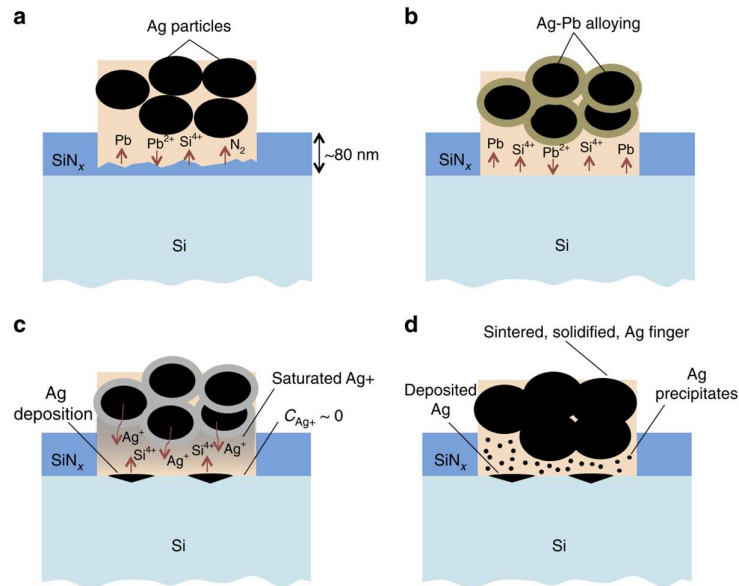 a
Ag particles
Pb Pb²⁺ Si⁴⁺ N₂
SiNₓ
~80 nm
Si
b
Ag-Pb alloying
Pb Si⁴⁺ Pb²⁺ Si⁴⁺ Pb
SiNₓ
Si
c
Ag
deposition
Saturated Ag+
C_Ag+ ~ 0
Ag⁺ Si⁴⁺ Ag⁺
Si⁴⁺ Ag⁺
SiNₓ
Si
d
Sintered, solidified, Ag finger
Deposited
Ag
Ag
precipitates
SiNₓ
Si